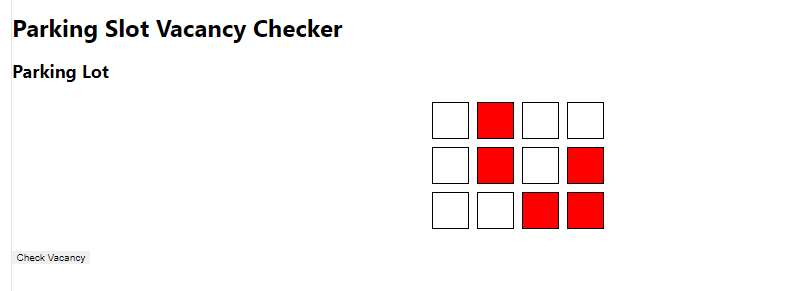 Parking Slot Vacancy Checker
Parking Lot
Check Vacancy